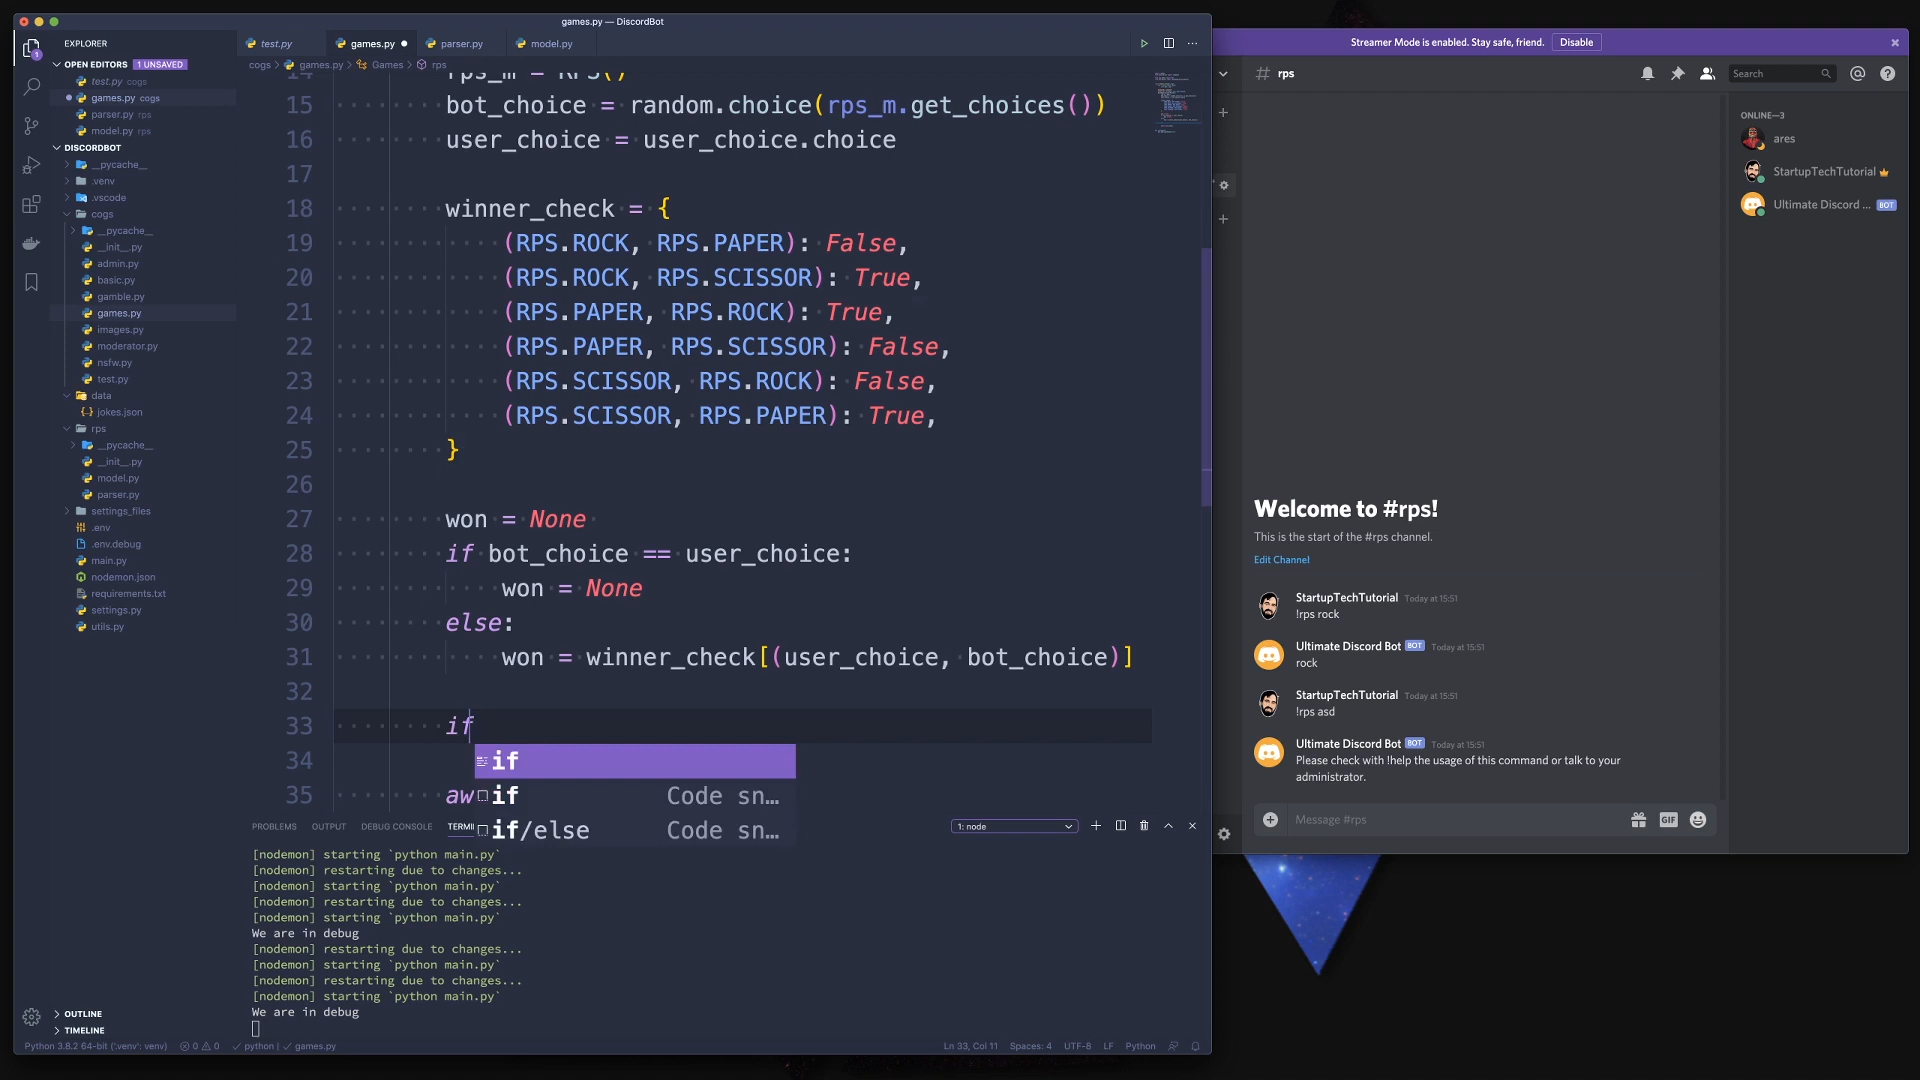 games.py — DiscordBot
EXPLORER
OPEN EDITORS 1 UNSAVED
test.py cogs
games.py cogs
parser.py rps
model.py rps
DISCORDBOT
__pycache__
.venv
.vscode
cogs
__pycache__
__init__.py
admin.py
basic.py
gamble.py
games.py
images.py
moderator.py
nsfw.py
test.py
data
jokes.json
rps
__pycache__
__init__.py
model.py
parser.py
settings_files
.env
.env.debug
main.py
nodemon.json
requirements.txt
settings.py
utils.py
OUTLINE
TIMELINE
test.py games.py parser.py model.py
cogs games.py Games rps
14 rps_m = RPS()
15 bot_choice = random.choice(rps_m.get_choices())
16 user_choice = user_choice.choice
17
18 winner_check = {
19 (RPS.ROCK, RPS.PAPER): False,
20 (RPS.ROCK, RPS.SCISSOR): True,
21 (RPS.PAPER, RPS.ROCK): True,
22 (RPS.PAPER, RPS.SCISSOR): False,
23 (RPS.SCISSOR, RPS.ROCK): False,
24 (RPS.SCISSOR, RPS.PAPER): True,
25 }
26
27 won = None
28 if bot_choice == user_choice:
29 won = None
30 else:
31 won = winner_check[(user_choice, bot_choice)]
32
33 if
34 if
35 aw if Code sn…
if/else Code sn…
PROBLEMS OUTPUT DEBUG CONSOLE TERMI 1: node
[nodemon] starting `python main.py`
[nodemon] restarting due to changes...
[nodemon] starting `python main.py`
[nodemon] restarting due to changes...
[nodemon] starting `python main.py`
We are in debug
[nodemon] restarting due to changes...
[nodemon] starting `python main.py`
[nodemon] restarting due to changes...
[nodemon] starting `python main.py`
We are in debug
Python 3.8.2 64-bit ('.venv': venv) 0 0 python | games.py Ln 33, Col 11 Spaces: 4 UTF-8 LF Python
Streamer Mode is enabled. Stay safe, friend. Disable
# rps
Search
Welcome to #rps!
This is the start of the #rps channel.
Edit Channel
StartupTechTutorial Today at 15:51
!rps rock
Ultimate Discord Bot BOT Today at 15:51
rock
StartupTechTutorial Today at 15:51
!rps asd
Ultimate Discord Bot BOT Today at 15:51
Please check with !help the usage of this command or talk to your
administrator.
Message #rps
GIF
ONLINE—3
ares
StartupTechTutorial
Ultimate Discord ... BOT